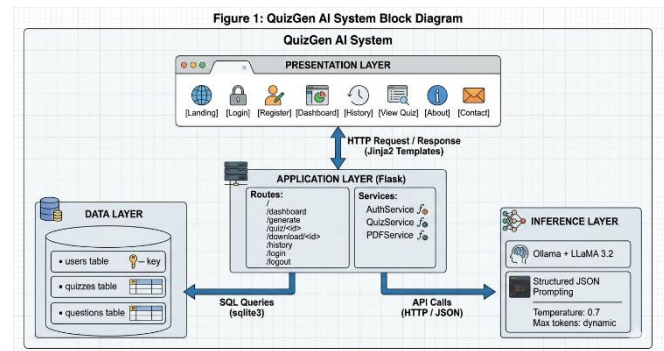 Figure 1: QuizGen AI System Block Diagram
QuizGen AI System
PRESENTATION LAYER
[Landing] [Login] [Register] [Dashboard] [History] [View Quiz] [About] [Contact]
HTTP Request / Response
(Jinja2 Templates)
APPLICATION LAYER (Flask)
Routes:
/
/dashboard
/generate
/quiz/<id>
/download/<id>
/history
/login
/logout
Services:
AuthService
QuizService
PDFService
DATA LAYER
• users table
key
• quizzes table
• questions table
SQL Queries
(sqlite3)
API Calls
(HTTP / JSON)
INFERENCE LAYER
Ollama + LLaMA 3.2
Structured JSON
Prompting
Temperature: 0.7
Max tokens: dynamic